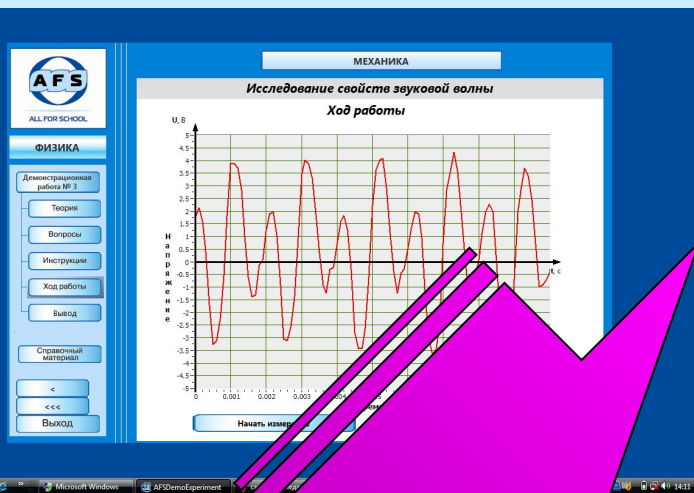 МЕХАНИКА
AFS
ALL FOR SCHOOL
Исследование свойств звуковой волны
Ход работы
ФИЗИКА
Демонстрационная
работа № 3
Теория
Вопросы
Инструкции
Ход работы
Вывод
Справочный
материал
<
<<<
Выход
U, В
5
4.5
4
3.5
3
2.5
2
1.5
1
0.5
0
-0.5
-1
-1.5
-2
-2.5
-3
-3.5
-4
-4.5
-5
Напряжение
t, с
0 0.001 0.002 0.003
Начать
Microsoft Windows
AFSDemoExperiment
14:11